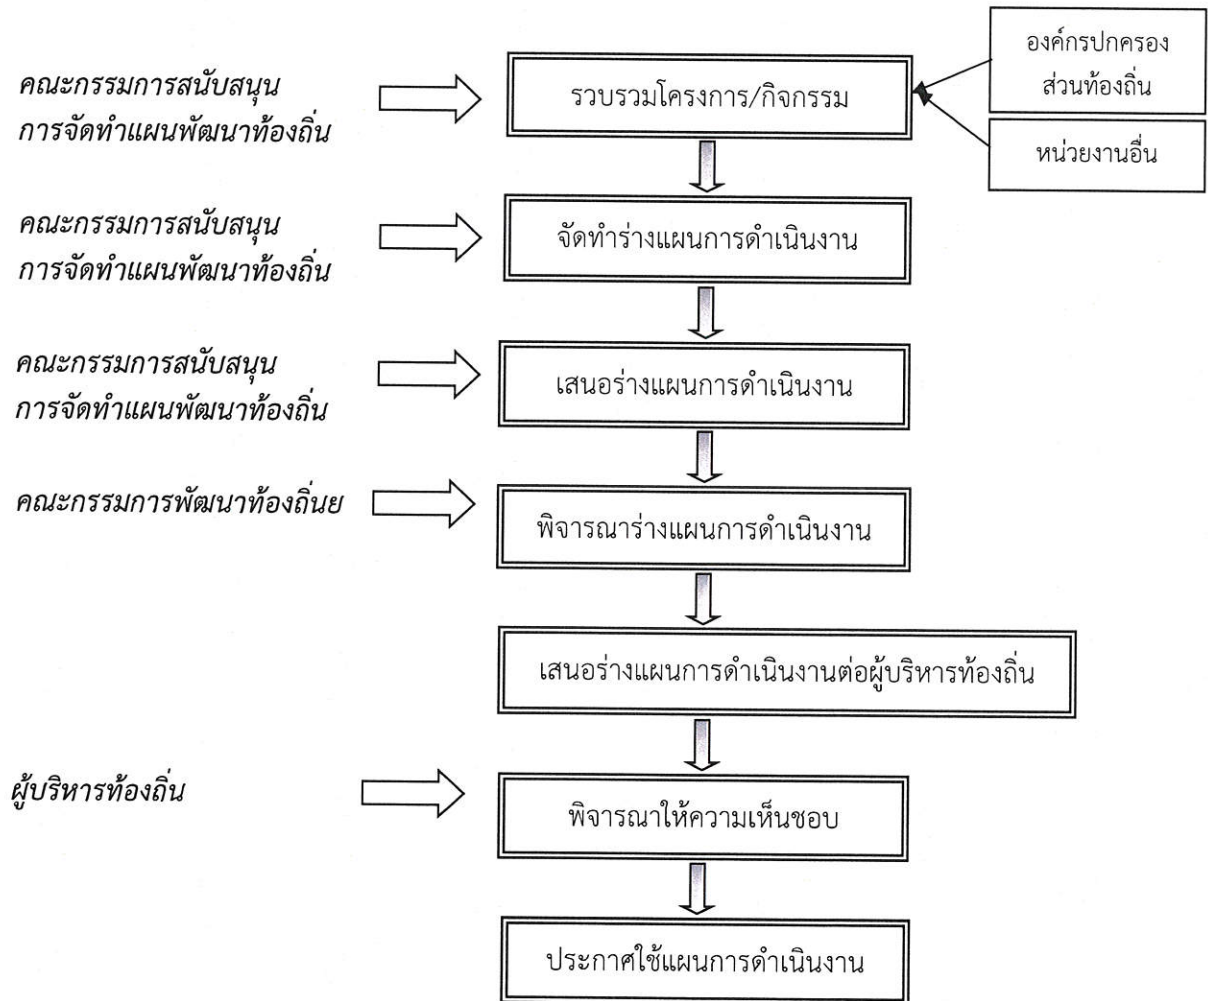 องค์กรปกครอง
ส่วนท้องถิ่น
คณะกรรมการสนับสนุน
การจัดทำแผนพัฒนาท้องถิ่น
รวบรวมโครงการ/กิจกรรม
หน่วยงานอื่น
คณะกรรมการสนับสนุน
การจัดทำแผนพัฒนาท้องถิ่น
จัดทำร่างแผนการดำเนินงาน
คณะกรรมการสนับสนุน
การจัดทำแผนพัฒนาท้องถิ่น
เสนอร่างแผนการดำเนินงาน
คณะกรรมการพัฒนาท้องถิ่นย
พิจารณาร่างแผนการดำเนินงาน
เสนอร่างแผนการดำเนินงานต่อผู้บริหารท้องถิ่น
ผู้บริหารท้องถิ่น
พิจารณาให้ความเห็นชอบ
ประกาศใช้แผนการดำเนินงาน